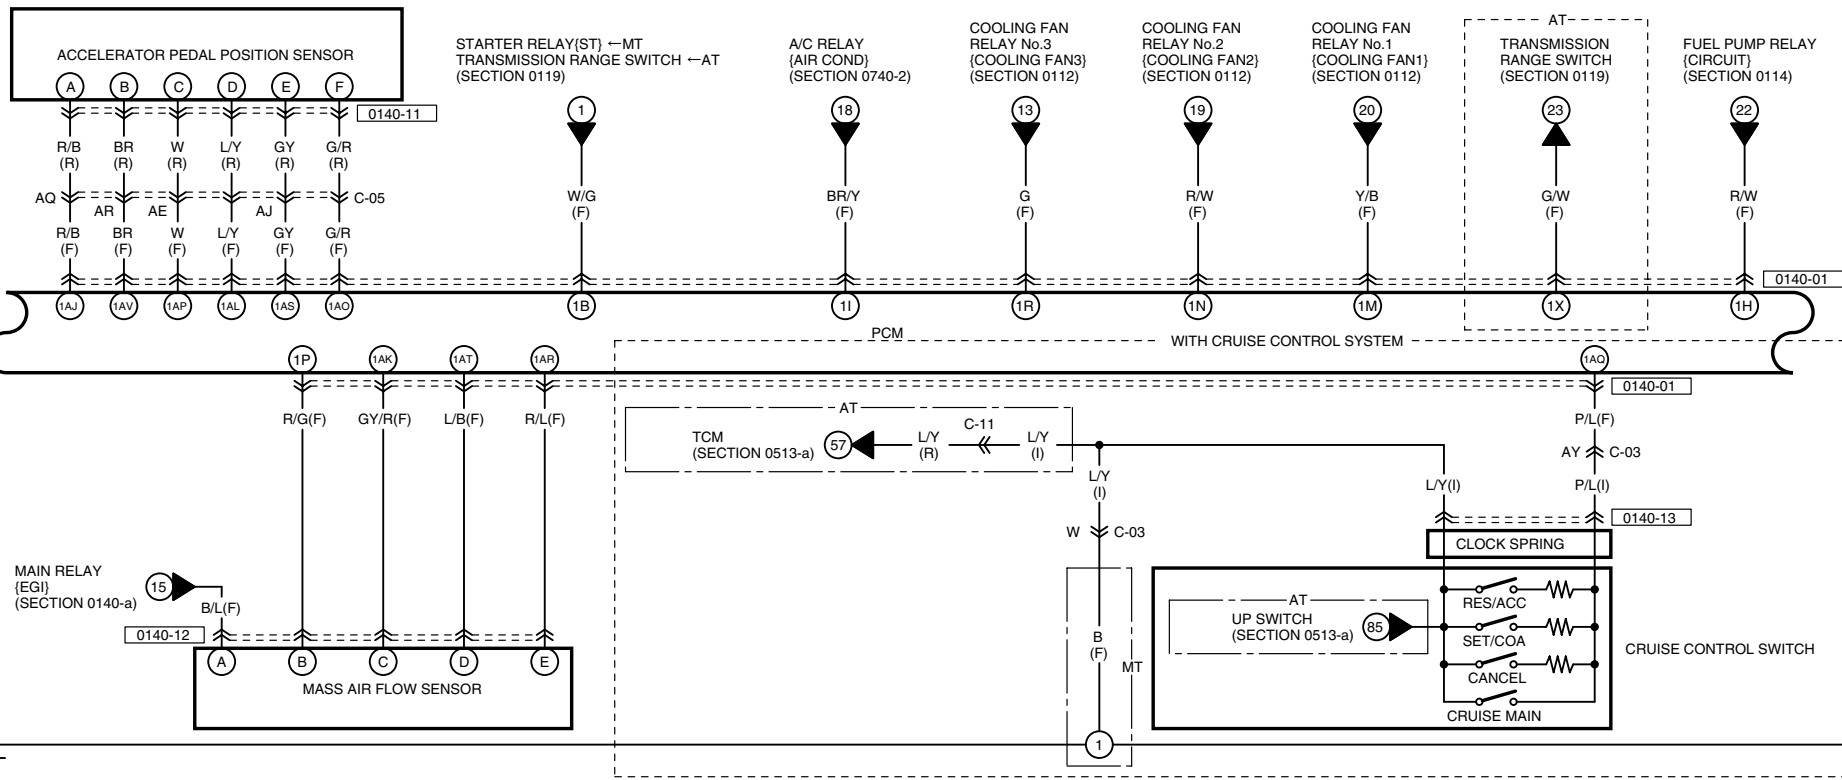 ACCELERATOR PEDAL POSITION SENSOR
A B C D E F
0140-11
R/B BR W L/Y GY G/R
(R) (R) (R) (R) (R) (R)
AQ AR AE AJ C-05
R/B BR W L/Y GY G/R
(F) (F) (F) (F) (F) (F)
1AJ 1AV 1AP 1AL 1AS 1AO
STARTER RELAY{ST} ←MT
TRANSMISSION RANGE SWITCH ←AT
(SECTION 0119)
1
W/G
(F)
1B
A/C RELAY
{AIR COND}
(SECTION 0740-2)
18
BR/Y
(F)
1I
COOLING FAN
RELAY No.3
{COOLING FAN3}
(SECTION 0112)
13
G
(F)
1R
COOLING FAN
RELAY No.2
{COOLING FAN2}
(SECTION 0112)
19
R/W
(F)
1N
COOLING FAN
RELAY No.1
{COOLING FAN1}
(SECTION 0112)
20
Y/B
(F)
1M
AT
TRANSMISSION
RANGE SWITCH
(SECTION 0119)
23
G/W
(F)
1X
FUEL PUMP RELAY
{CIRCUIT}
(SECTION 0114)
22
R/W
(F)
1H
0140-01
PCM
WITH CRUISE CONTROL SYSTEM
1P 1AK 1AT 1AR 1AQ
0140-01
R/G(F) GY/R(F) L/B(F) R/L(F) P/L(F)
AT
TCM
(SECTION 0513-a)
57
L/Y
(R)
C-11
L/Y
(I)
L/Y
(I)
W C-03
AY C-03
L/Y(I) P/L(I)
0140-13
CLOCK SPRING
MAIN RELAY
{EGI}
(SECTION 0140-a)
15
B/L(F)
0140-12
A B C D E
MASS AIR FLOW SENSOR
B
(F)
MT
1
AT
UP SWITCH
(SECTION 0513-a)
85
RES/ACC
SET/COA
CANCEL
CRUISE MAIN
CRUISE CONTROL SWITCH